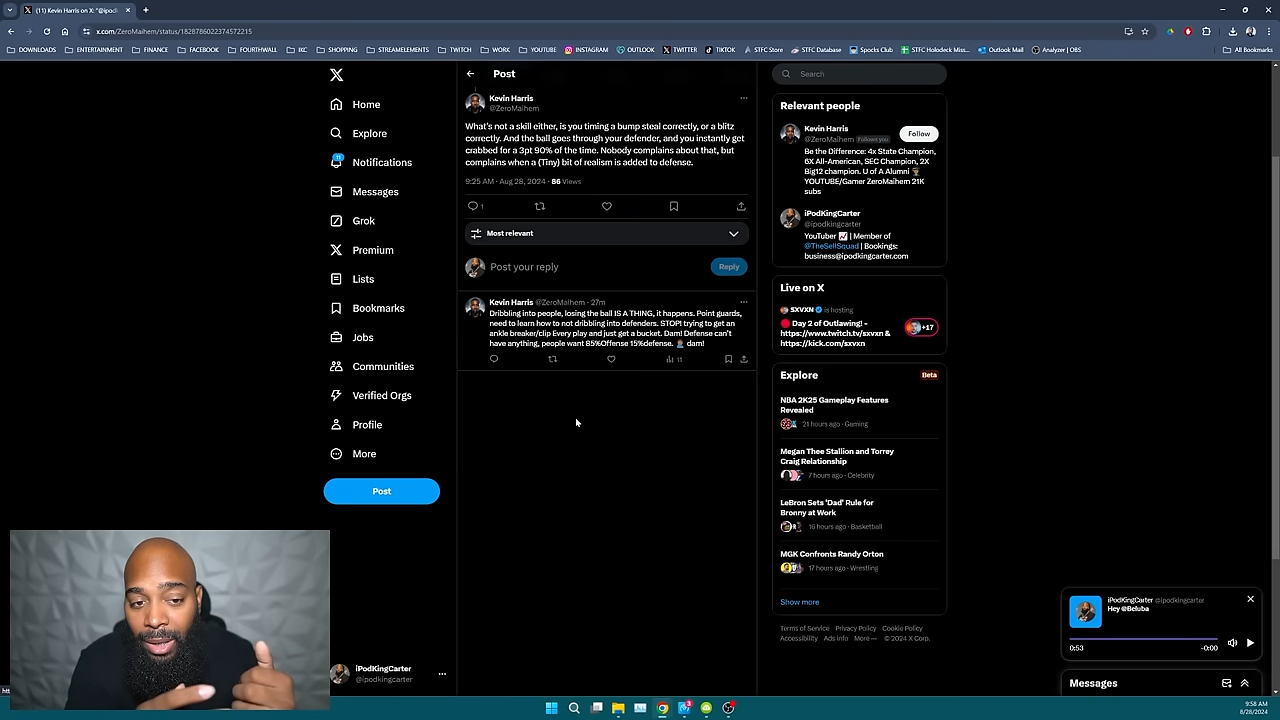 (11) Kevin Harris on X: "@ipod
x.com/ZeroMaihem/status/1828786022374572215
DOWNLOADS ENTERTAINMENT FINANCE FACEBOOK FOURTHWALL IKC SHOPPING STREAMELEMENTS TWITCH WORK YOUTUBE INSTAGRAM OUTLOOK TWITTER TIKTOK STFC Store STFC Database Spocks Club STFC Holodeck Miss... Outlook Mail Analyzer | OBS All Bookmarks
Home
Explore
11
Notifications
Messages
Grok
Premium
Lists
Bookmarks
Jobs
Communities
Verified Orgs
Profile
More
Post
iPodKingCarter
@ipodkingcarter
Post
Kevin Harris
@ZeroMaihem
What's not a skill either, is you timing a bump steal correctly, or a blitz
correctly. And the ball goes through your defender, and you instantly get
crabbed for a 3pt 90% of the time. Nobody complains about that, but
complains when a (Tiny) bit of realism is added to defense.
9:25 AM · Aug 28, 2024 · 86 Views
1
Most relevant
Post your reply
Reply
Kevin Harris @ZeroMaihem · 27m
Dribbling into people, losing the ball IS A THING, it happens. Point guards,
need to learn how to not dribbling into defenders. STOP! trying to get an
ankle breaker/clip Every play and just get a bucket. Dam! Defense can't
have anything, people want 85%Offense 15%defense. dam!
11
Search
Relevant people
Kevin Harris
@ZeroMaihem Follows you
Follow
Be the Difference: 4x State Champion,
6X All-American, SEC Champion, 2X
Big12 champion. U of A Alumni
YOUTUBE/Gamer ZeroMaihem 21K
subs
iPodKingCarter
@ipodkingcarter
YouTuber | Member of
@TheSellSquad | Bookings:
business@ipodkingcarter.com
Live on X
SXVXN is hosting
Day 2 of Outlawing! -
https://www.twitch.tv/sxvxn &
https://kick.com/sxvxn
+17
Explore
Beta
NBA 2K25 Gameplay Features
Revealed
21 hours ago · Gaming
Megan Thee Stallion and Torrey
Craig Relationship
7 hours ago · Celebrity
LeBron Sets 'Dad' Rule for
Bronny at Work
16 hours ago · Basketball
MGK Confronts Randy Orton
17 hours ago · Wrestling
Show more
Terms of Service Privacy Policy Cookie Policy
Accessibility Ads info More ··· © 2024 X Corp.
iPodKingCarter @ipodkingcarter
Hey @Beluba
0:53
-0:00
Messages
9:58 AM
8/28/2024